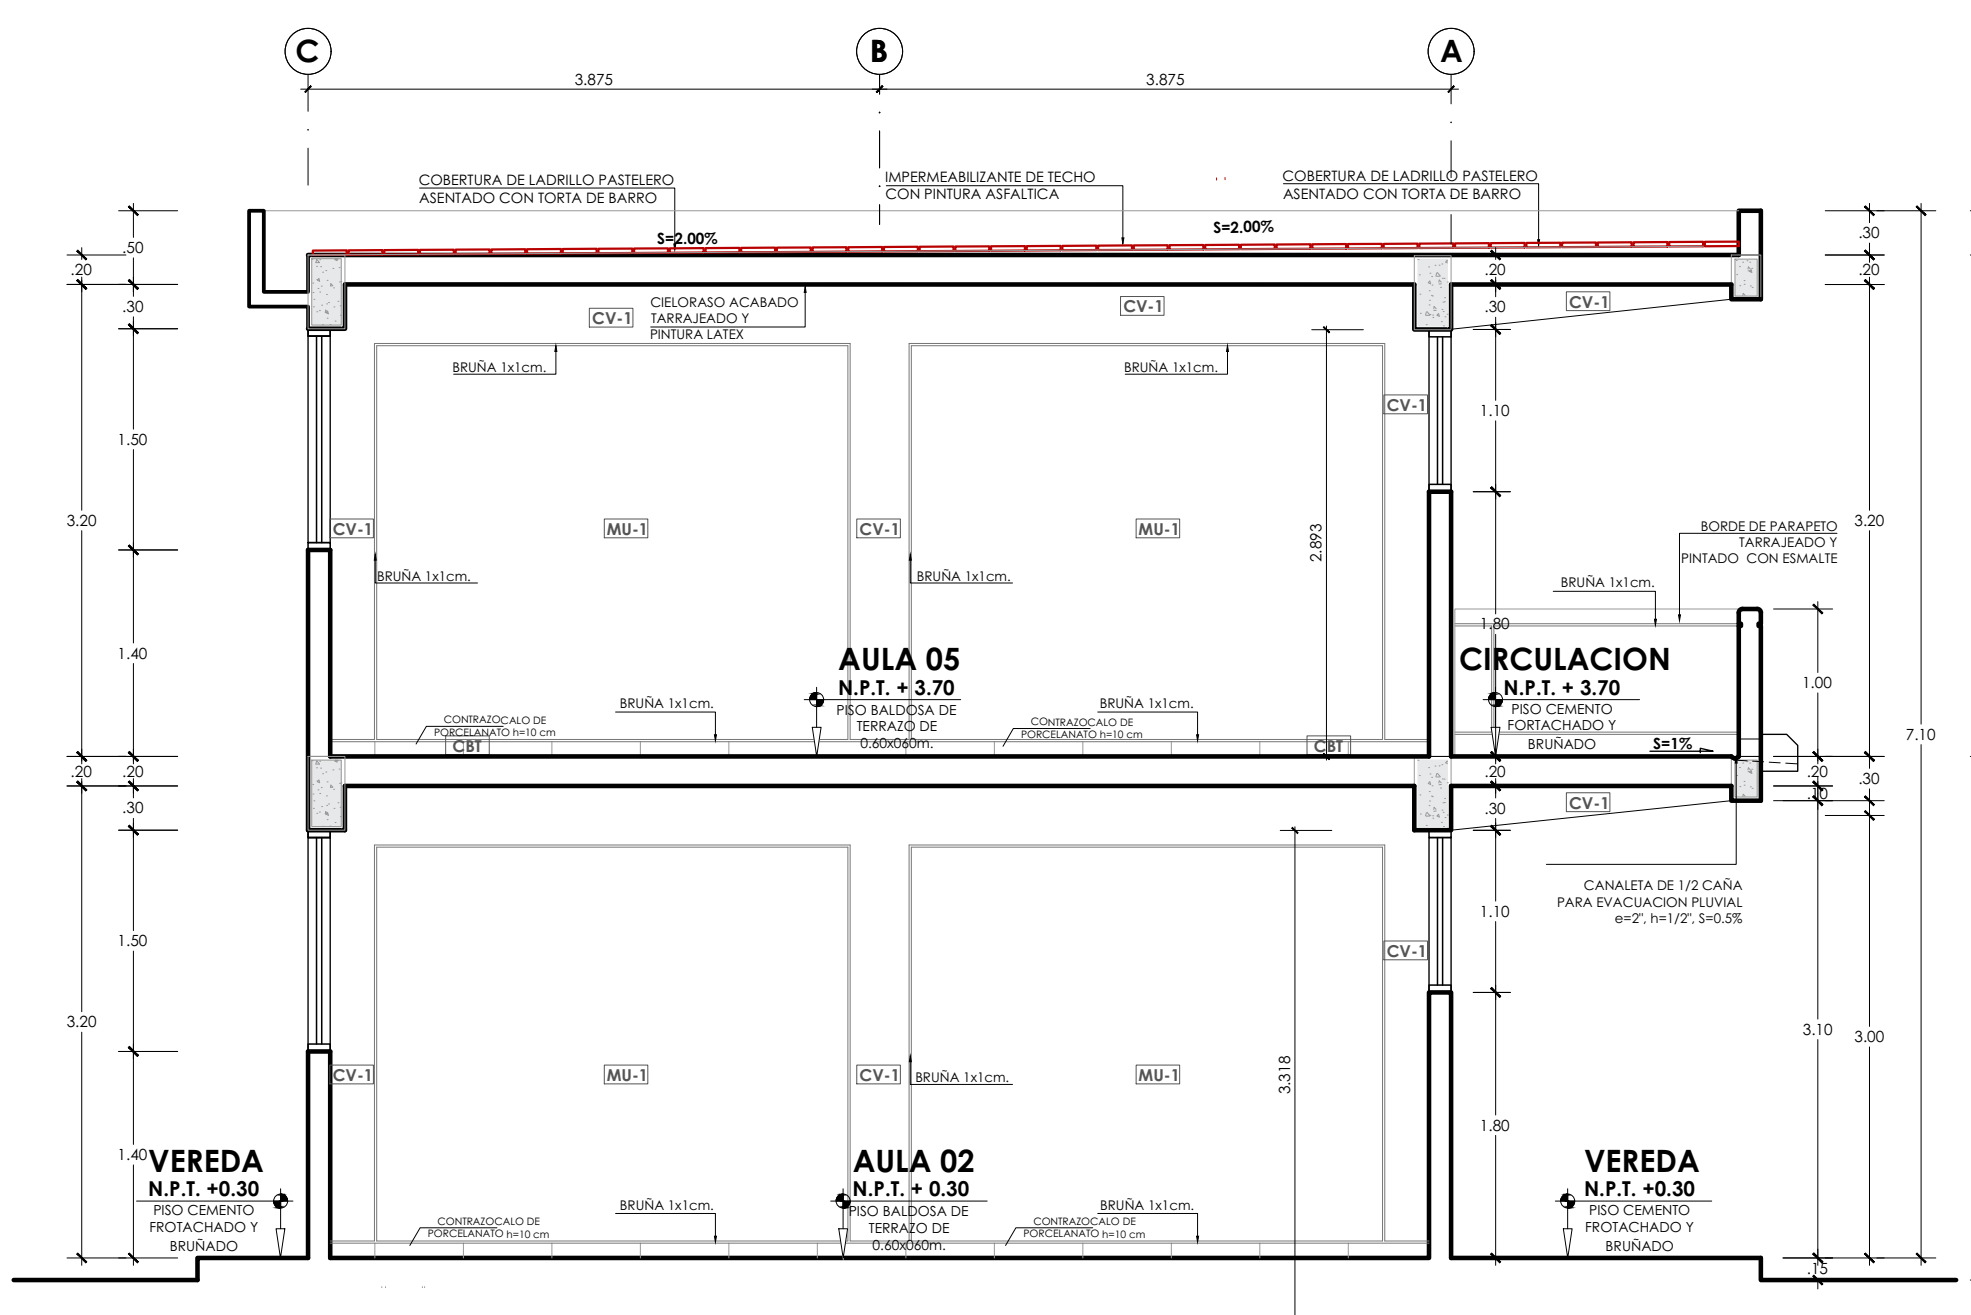 C
B
A
3.875
3.875
COBERTURA DE LADRILLO PASTELERO
ASENTADO CON TORTA DE BARRO
IMPERMEABILIZANTE DE TECHO
CON PINTURA ASFALTICA
COBERTURA DE LADRILLO PASTELERO
ASENTADO CON TORTA DE BARRO
S=2.00%
S=2.00%
.50
.20
.30
.30
.20
.20
.30
CIELORASO ACABADO
TARRAJEADO Y
PINTURA LATEX
CV-1
CV-1
CV-1
BRUÑA 1x1cm.
BRUÑA 1x1cm.
CV-1
1.10
1.50
3.20
CV-1
MU-1
CV-1
MU-1
2.893
3.20
BORDE DE PARAPETO
TARRAJEADO Y
PINTADO CON ESMALTE
BRUÑA 1x1cm.
BRUÑA 1x1cm.
BRUÑA 1x1cm.
1.80
1.40
AULA 05
N.P.T. + 3.70
PISO BALDOSA DE
TERRAZO DE
0.60x060m.
CIRCULACION
N.P.T. + 3.70
PISO CEMENTO
FORTACHADO Y
BRUÑADO
S=1%
1.00
7.10
BRUÑA 1x1cm.
BRUÑA 1x1cm.
CONTRAZOCALO DE
PORCELANATO h=10 cm
CONTRAZOCALO DE
PORCELANATO h=10 cm
CBT
CBT
.20
.20
.30
.20
.30
.20
.10
.30
CV-1
CANALETA DE 1/2 CAÑA
PARA EVACUACION PLUVIAL
e=2", h=1/2", S=0.5%
1.10
1.50
CV-1
3.20
3.10
3.00
CV-1
MU-1
CV-1
BRUÑA 1x1cm.
MU-1
3.318
1.80
1.40
VEREDA
N.P.T. +0.30
PISO CEMENTO
FROTACHADO Y
BRUÑADO
AULA 02
N.P.T. + 0.30
PISO BALDOSA DE
TERRAZO DE
0.60x060m.
VEREDA
N.P.T. +0.30
PISO CEMENTO
FROTACHADO Y
BRUÑADO
BRUÑA 1x1cm.
BRUÑA 1x1cm.
CONTRAZOCALO DE
PORCELANATO h=10 cm
CONTRAZOCALO DE
PORCELANATO h=10 cm
.15